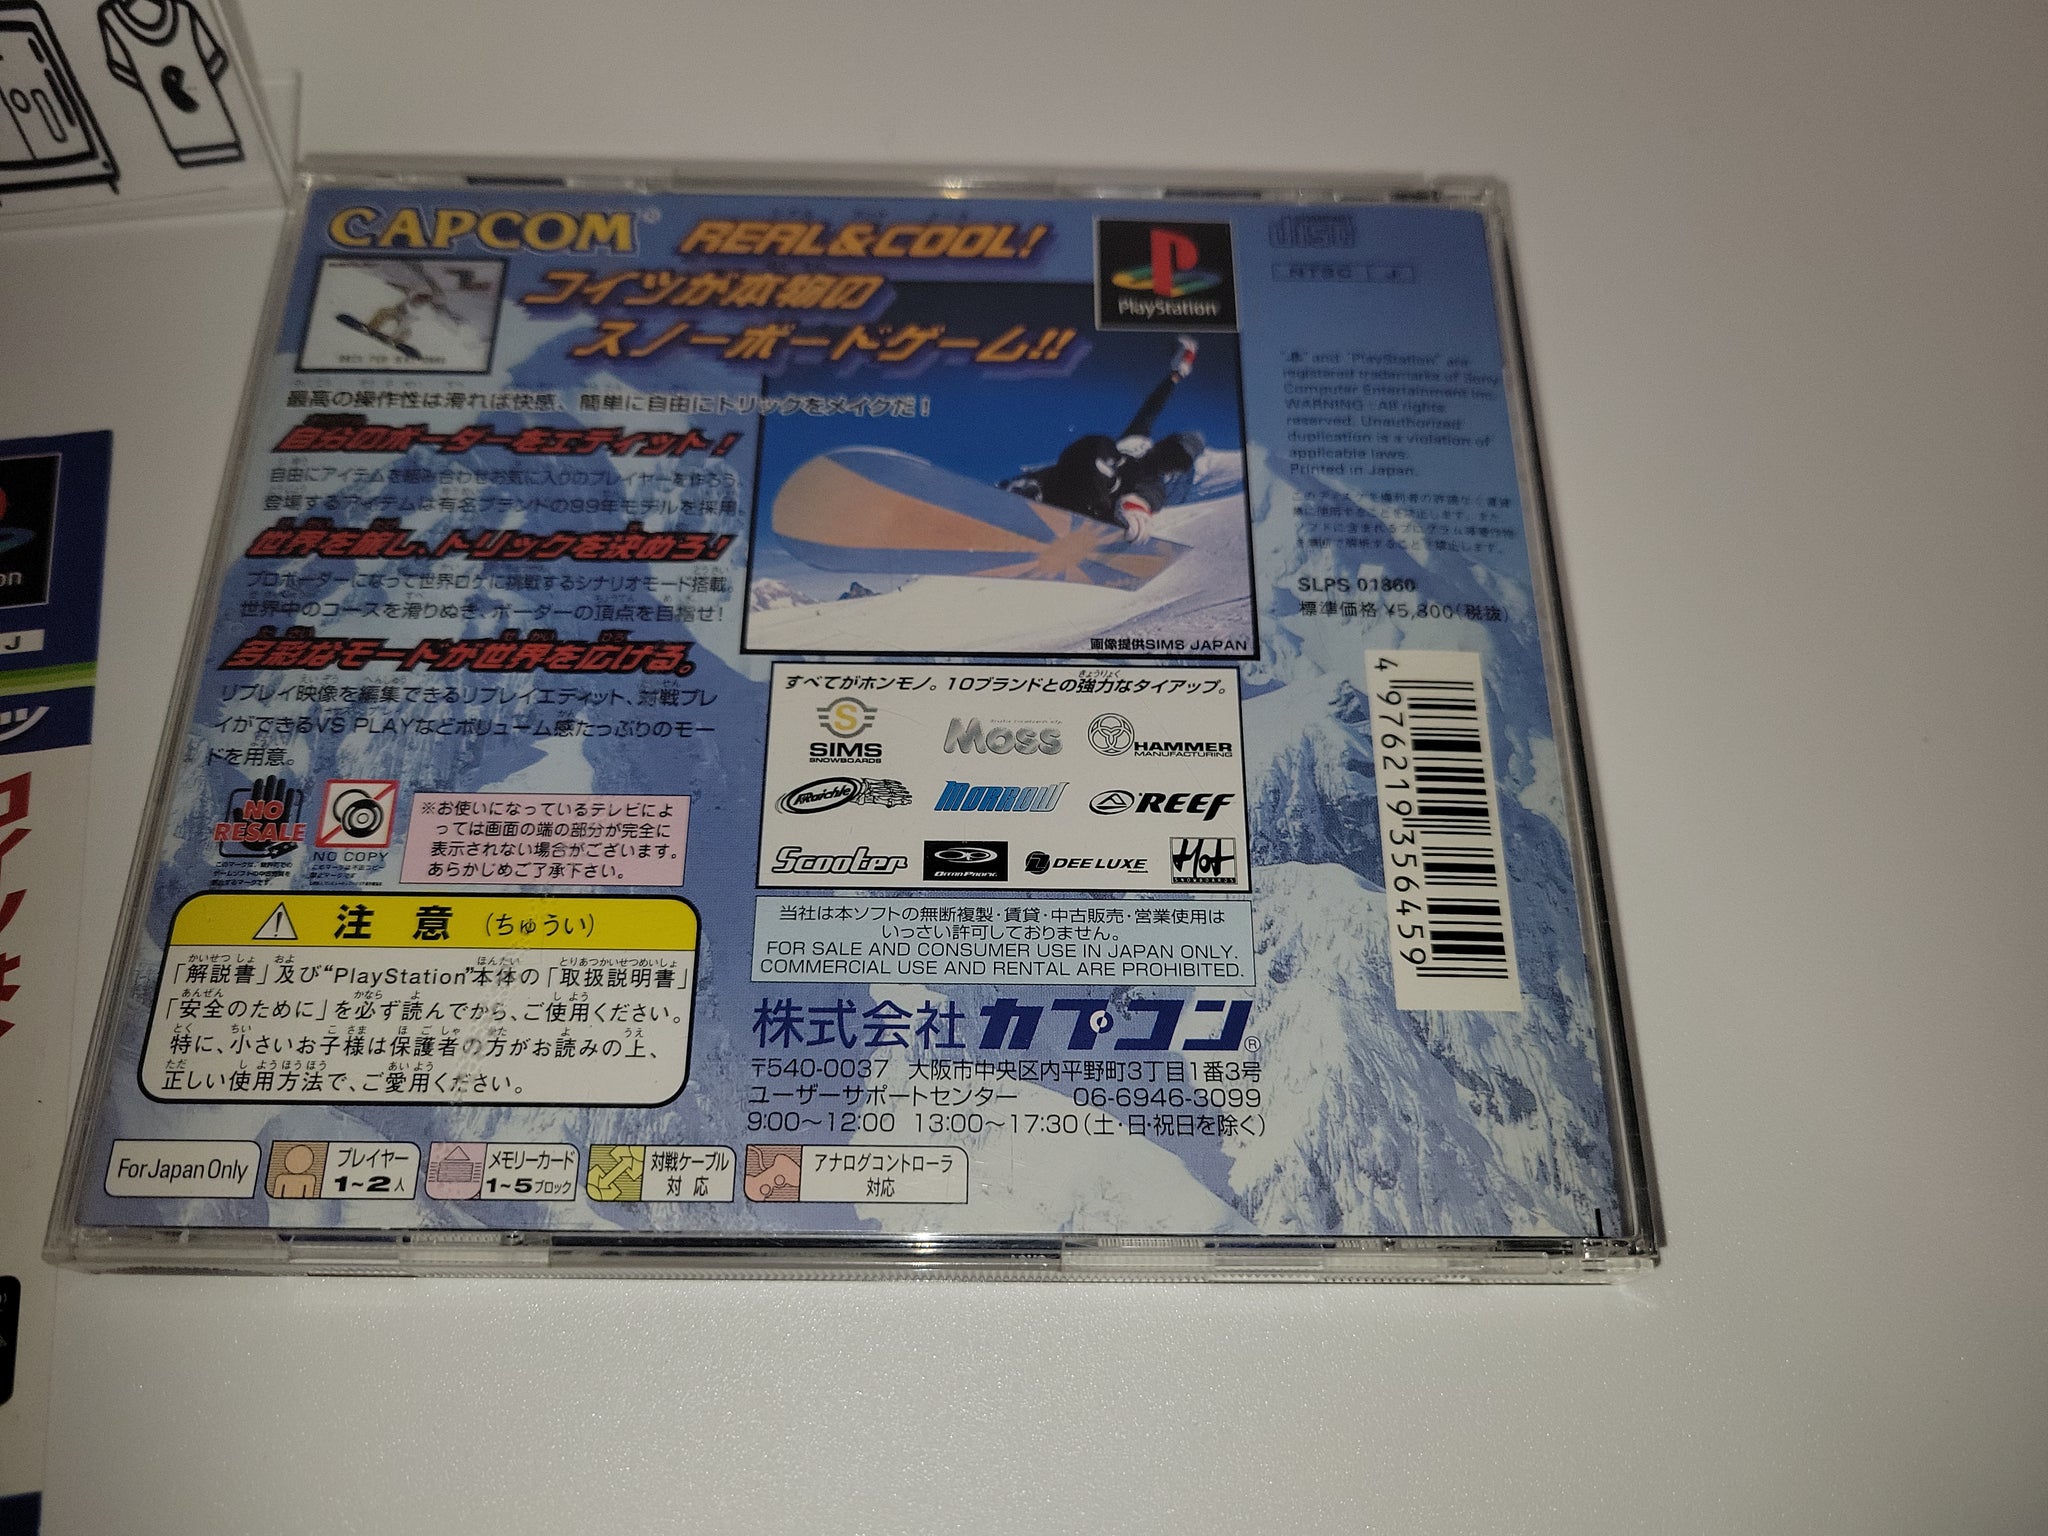 CAPCOM
REAL&COOL!
コイツが本物の
スノーボードゲーム!!
PlayStation
最高の操作性は滑れば快感、簡単に自由にトリックをメイクだ!
自分のボーダーをエディット!
自由にアイテムを組み合わせお気に入りのプレイヤーを作ろう。
登場するアイテムは有名ブランドの99年モデルを採用。
世界を旅し、トリックを決めろ!
プロボーダーになって世界ロケに挑戦するシナリオモード搭載。
世界中のコースを滑りぬき、ボーダーの頂点を目指せ!
多彩なモードが世界を広げる。
リプレイ映像を編集できるリプレイエディット、対戦プレ
イができるVS PLAYなどボリューム感たっぷりのモー
ドを用意。
画像提供SIMS JAPAN
すべてがホンモノ。10ブランドとの強力なタイアップ。
SIMS
SNOWBOARDS
Moss
HAMMER
MANUFACTURING
Raichle
MORROW
REEF
Scooter
OCEAN PACIFIC
DEELUXE
Hot
SNOWBOARDS
NO RESALE
NO COPY
※お使いになっているテレビによ
っては画面の端の部分が完全に
表示されない場合がございます。
あらかじめご了承下さい。
注意(ちゅうい)
「解説書」及び"PlayStation"本体の「取扱説明書」
「安全のために」を必ず読んでから、ご使用ください。
特に、小さいお子様は保護者の方がお読みの上、
正しい使用方法で、ご愛用ください。
当社は本ソフトの無断複製・賃貸・中古販売・営業使用は
いっさい許可しておりません。
FOR SALE AND CONSUMER USE IN JAPAN ONLY.
COMMERCIAL USE AND RENTAL ARE PROHIBITED.
株式会社カプコン®
〒540-0037 大阪市中央区内平野町3丁目1番3号
ユーザーサポートセンター 06-6946-3099
9:00〜12:00 13:00〜17:30(土・日・祝日を除く)
For Japan Only
プレイヤー
1~2人
メモリーカード
1~5ブロック
対戦ケーブル
対応
アナログコントローラ
対応
NTSC J
"PS" and "PlayStation" are
registered trademarks of Sony
Computer Entertainment Inc.
WARNING: All rights
reserved. Unauthorized
duplication is a violation of
applicable laws.
Printed in Japan.
SLPS 01860
標準価格 ¥5,800(税抜)
4 976219 356459